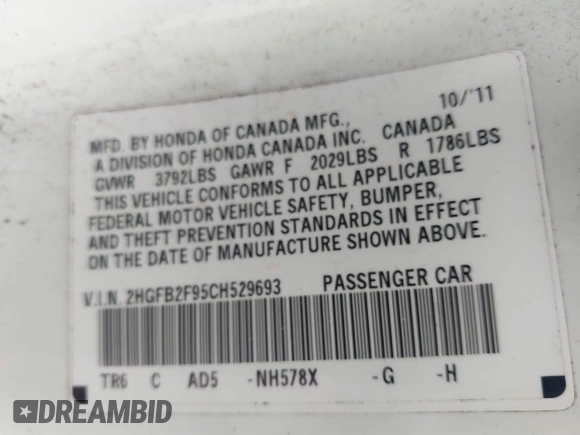 10/'11
MFD. BY HONDA OF CANADA MFG.,
A DIVISION OF HONDA CANADA INC. CANADA
GVWR 3792LBS GAWR F 2029LBS R 1786LBS
THIS VEHICLE CONFORMS TO ALL APPLICABLE
FEDERAL MOTOR VEHICLE SAFETY, BUMPER,
AND THEFT PREVENTION STANDARDS IN EFFECT
ON THE DATE OF MANUFACTURE SHOWN ABOVE.
V.I.N. 2HGFB2F95CH529693 PASSENGER CAR
TR6 C AD5 -NH578X -G -H
DREAMBID